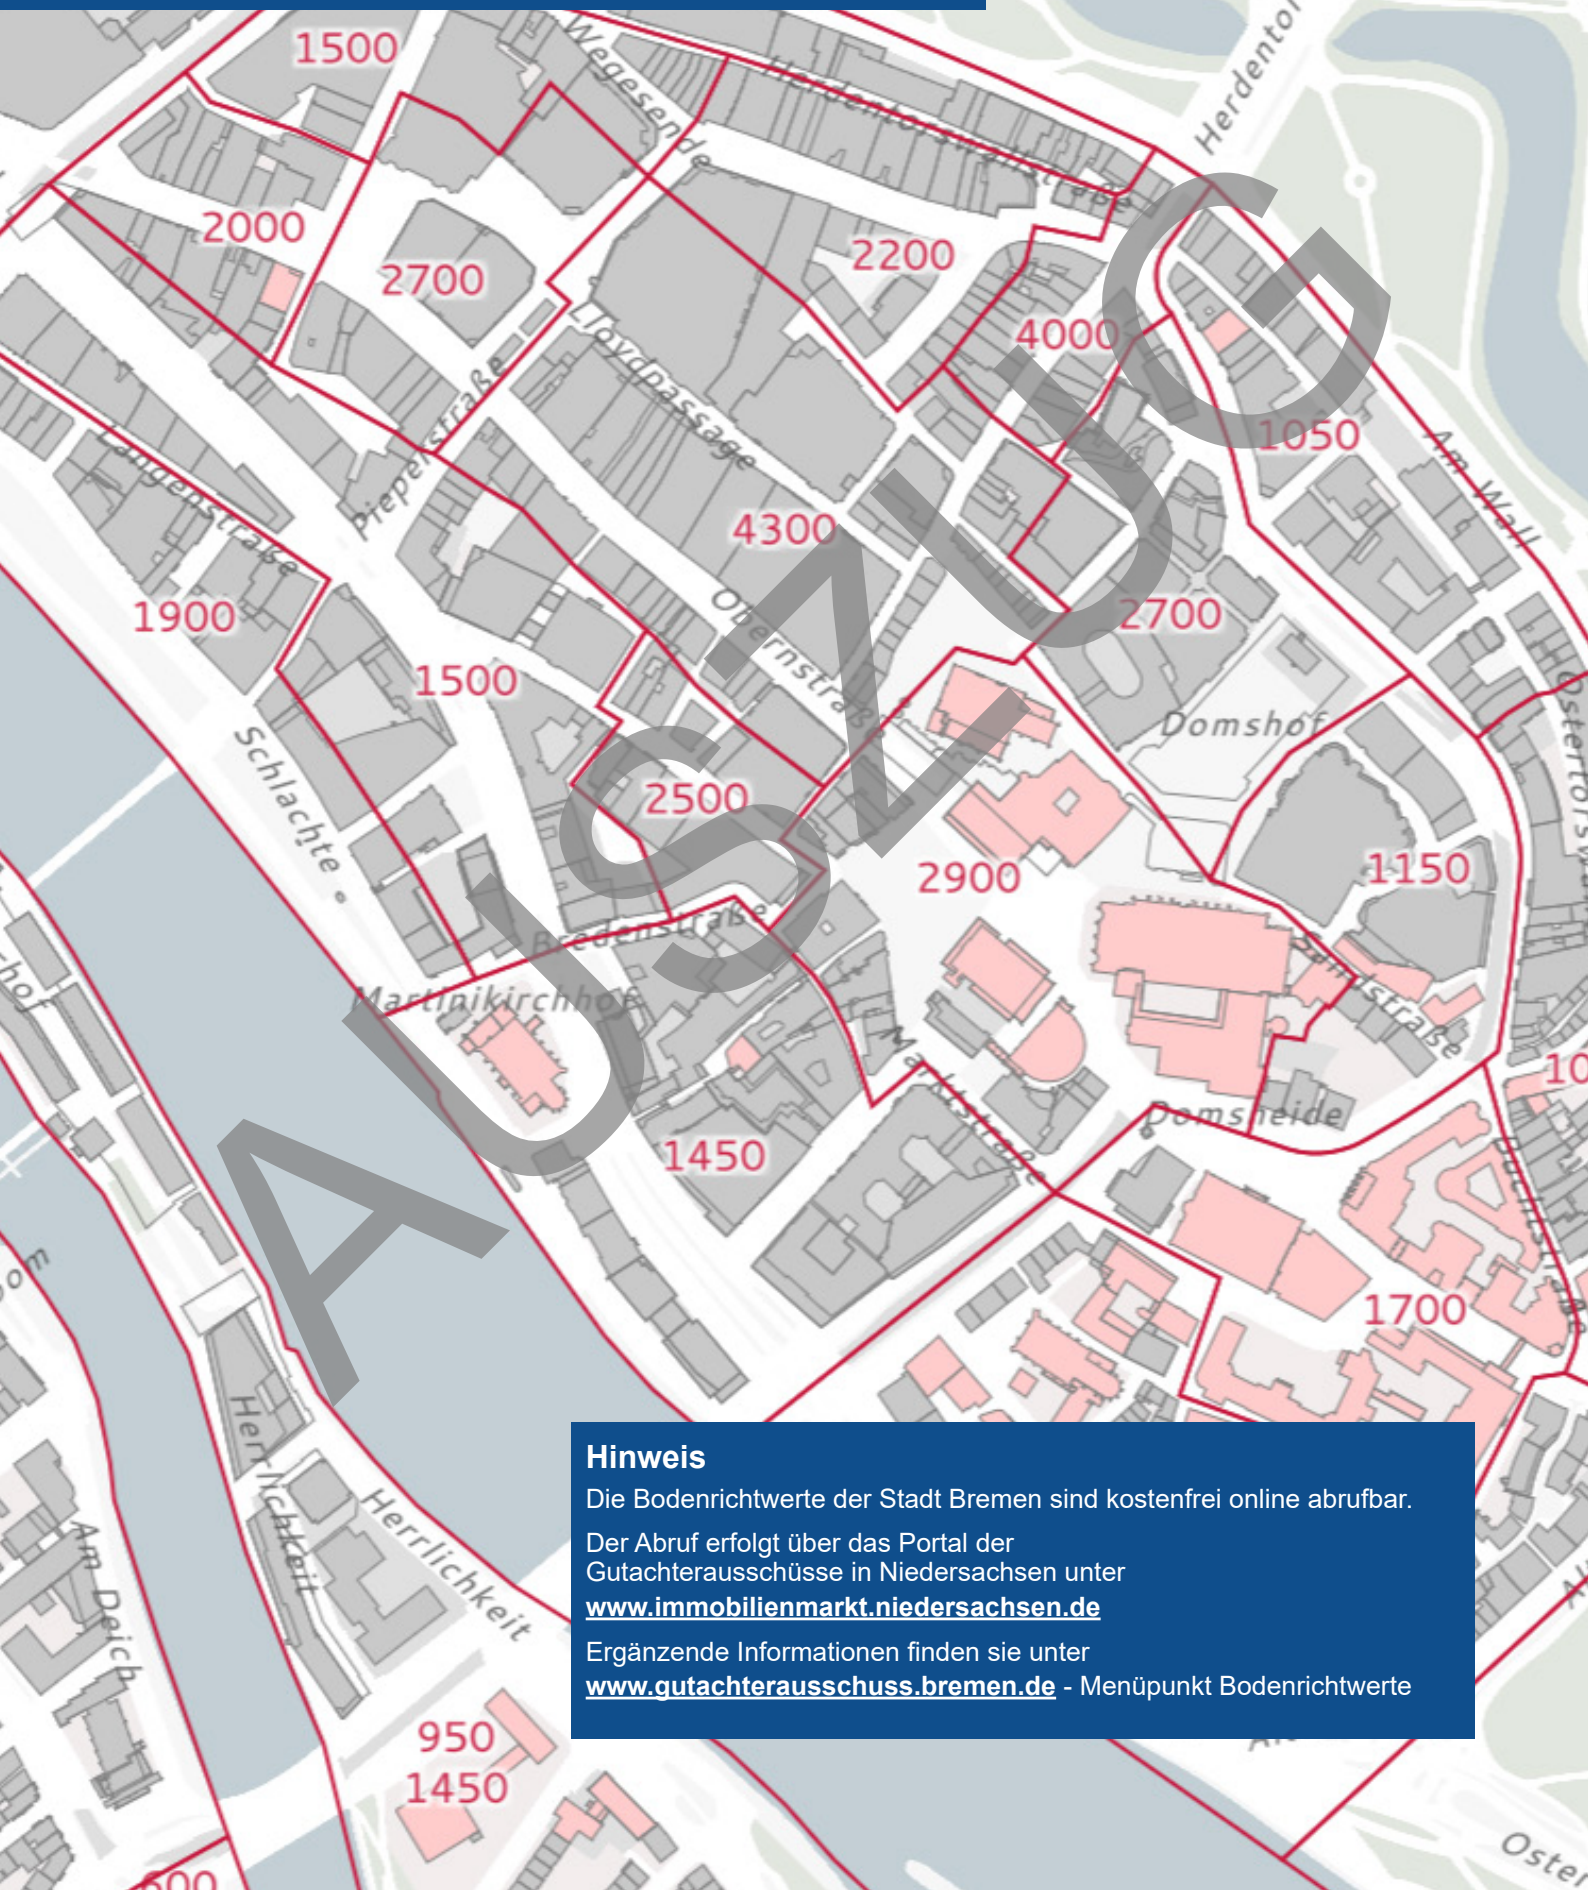 1500
Wegesende
Herdentorswallstraße
Herdentor
2000
2700
2200
4000
Lloydpassage
Pieperstraße
1050
Am Wall
Langenstraße
4300
1900
Obernstraße
2700
1500
Domshof
Schlachte
2500
2900
1150
Bredenstraße
Martinikirchhof
Marktstraße
Domsheide
1450
1700
Herrlichkeit
Herrlichkeit
Am Deich
AUSZUG
Hinweis
Die Bodenrichtwerte der Stadt Bremen sind kostenfrei online abrufbar.
Der Abruf erfolgt über das Portal der
Gutachterausschüsse in Niedersachsen unter
www.immobilienmarkt.niedersachsen.de
Ergänzende Informationen finden sie unter
www.gutachterausschuss.bremen.de - Menüpunkt Bodenrichtwerte
950
1450